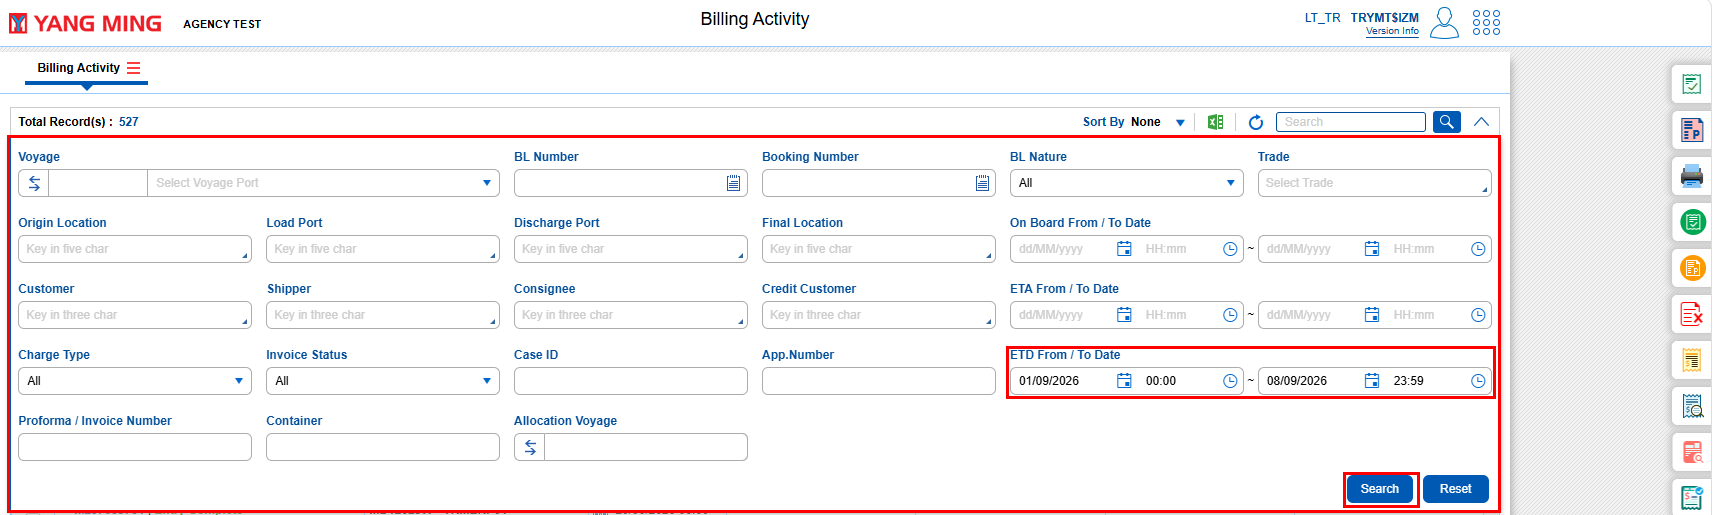 YANG MING AGENCY TEST
Billing Activity
LT_TR TRYMT$IZM
Version Info
Billing Activity
Total Record(s) : 527
Sort By None
Search
Voyage BL Number Booking Number BL Nature Trade
Select Voyage Port All Select Trade
Origin Location Load Port Discharge Port Final Location On Board From / To Date
Key in five char Key in five char Key in five char Key in five char dd/MM/yyyy HH:mm ~ dd/MM/yyyy HH:mm
Customer Shipper Consignee Credit Customer ETA From / To Date
Key in three char Key in three char Key in three char Key in three char dd/MM/yyyy HH:mm ~ dd/MM/yyyy HH:mm
Charge Type Invoice Status Case ID App.Number ETD From / To Date
All All 01/09/2026 00:00 ~ 08/09/2026 23:59
Proforma / Invoice Number Container Allocation Voyage
Search Reset